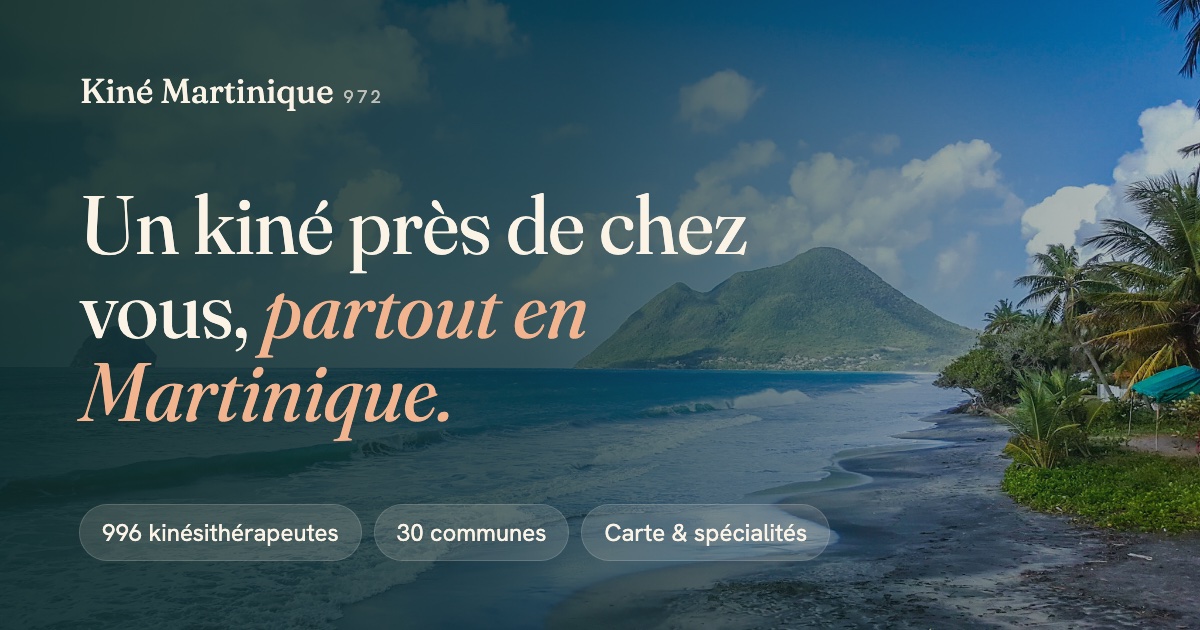 Kiné Martinique 972
Un kiné près de chez
vous, partout en
Martinique.
996 kinésithérapeutes
30 communes
Carte & spécialités